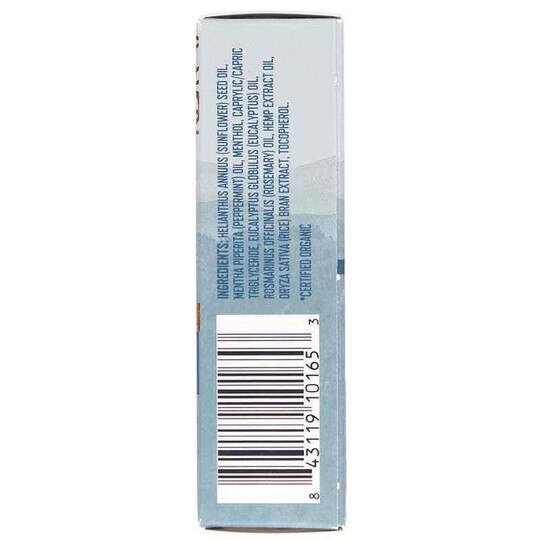 INGREDIENTS: HELIANTHUS ANNUUS (SUNFLOWER) SEED OIL,
MENTHA PIPERITA (PEPPERMINT) OIL, MENTHOL, CAPRYLIC/CAPRIC
TRIGLYCERIDE, EUCALYPTUS GLOBULUS (EUCALYPTUS) OIL,
ROSMARINUS OFFICINALIS (ROSEMARY) OIL, HEMP EXTRACT OIL,
ORYZA SATIVA (RICE) BRAN EXTRACT, TOCOPHEROL.
*CERTIFIED ORGANIC
8 43119 10165 3